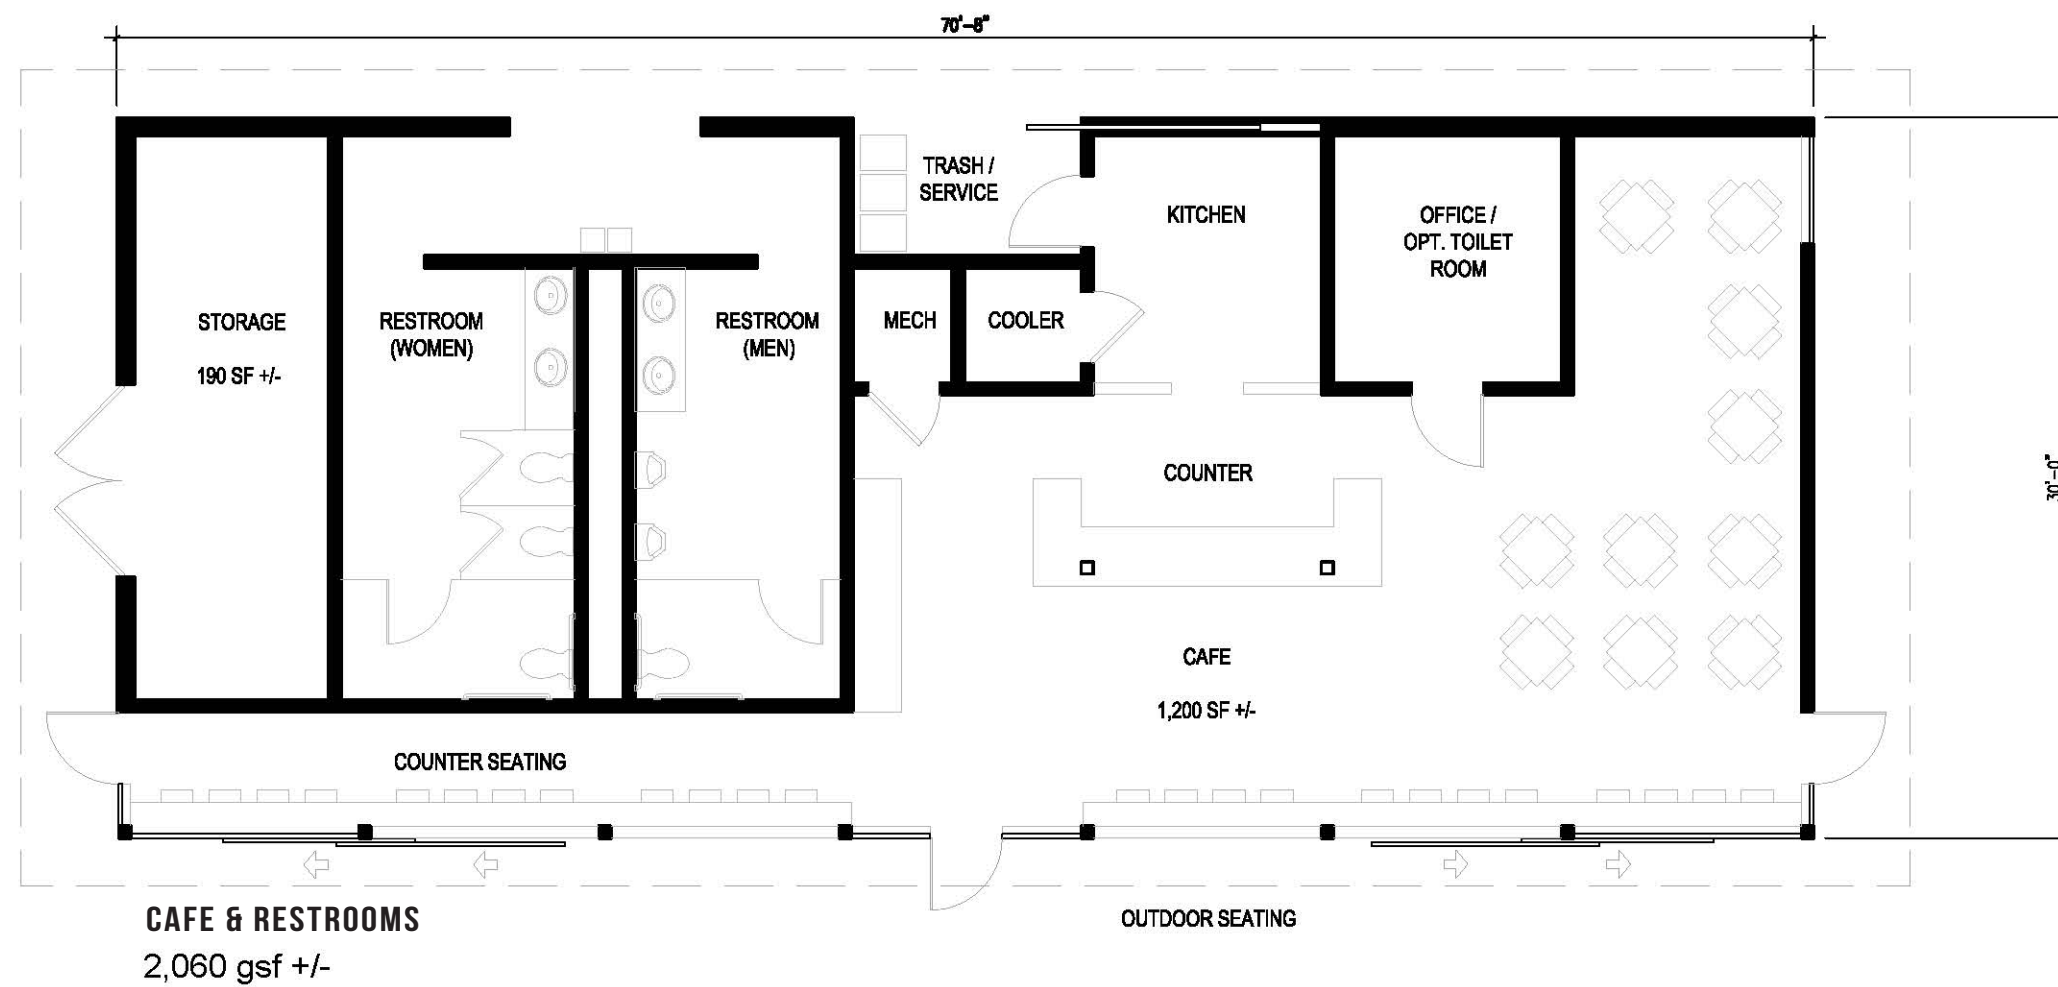 70'-8"
TRASH /
SERVICE
KITCHEN
OFFICE /
OPT. TOILET
ROOM
STORAGE
190 SF +/-
RESTROOM
(WOMEN)
RESTROOM
(MEN)
MECH
COOLER
COUNTER
30'-0"
CAFE
1,200 SF +/-
COUNTER SEATING
OUTDOOR SEATING
CAFE & RESTROOMS
2,060 gsf +/-